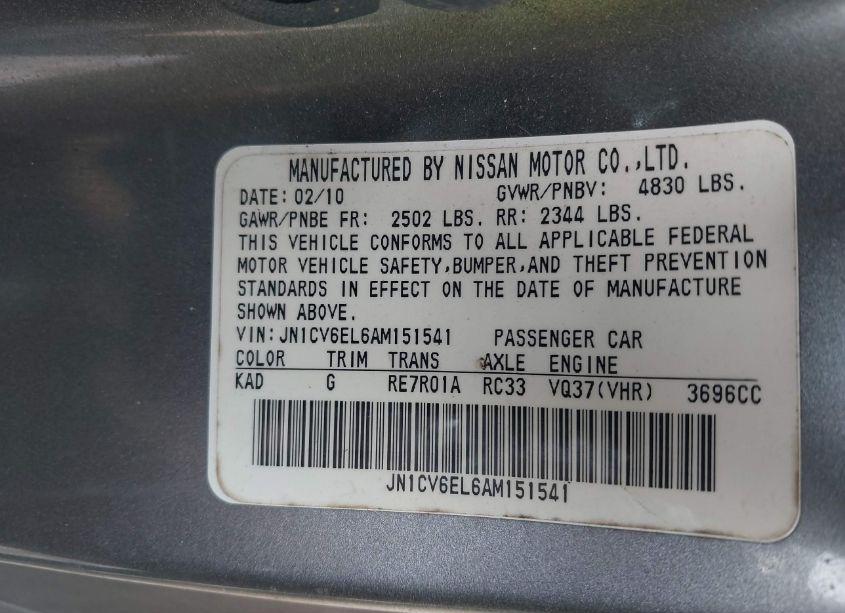 MANUFACTURED BY NISSAN MOTOR CO.,LTD.
DATE: 02/10 GVWR/PNBV: 4830 LBS.
GAWR/PNBE FR: 2502 LBS. RR: 2344 LBS.
THIS VEHICLE CONFORMS TO ALL APPLICABLE FEDERAL
MOTOR VEHICLE SAFETY,BUMPER,AND THEFT PREVENTION
STANDARDS IN EFFECT ON THE DATE OF MANUFACTURE
SHOWN ABOVE.
VIN: JN1CV6EL6AM151541 PASSENGER CAR
COLOR TRIM TRANS AXLE ENGINE
KAD G RE7R01A RC33 VQ37(VHR) 3696CC
JN1CV6EL6AM151541